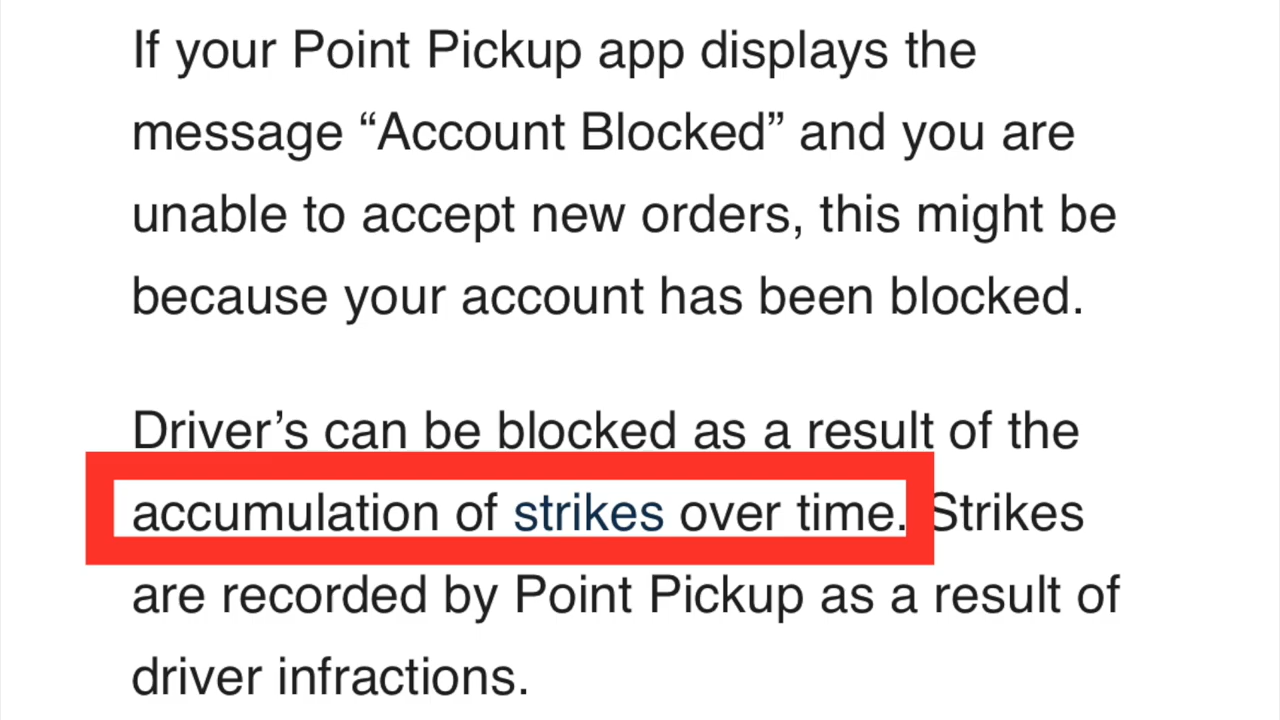 If your Point Pickup app displays the
message “Account Blocked” and you are
unable to accept new orders, this might be
because your account has been blocked.
Driver’s can be blocked as a result of the
accumulation of strikes over time. Strikes
are recorded by Point Pickup as a result of
driver infractions.